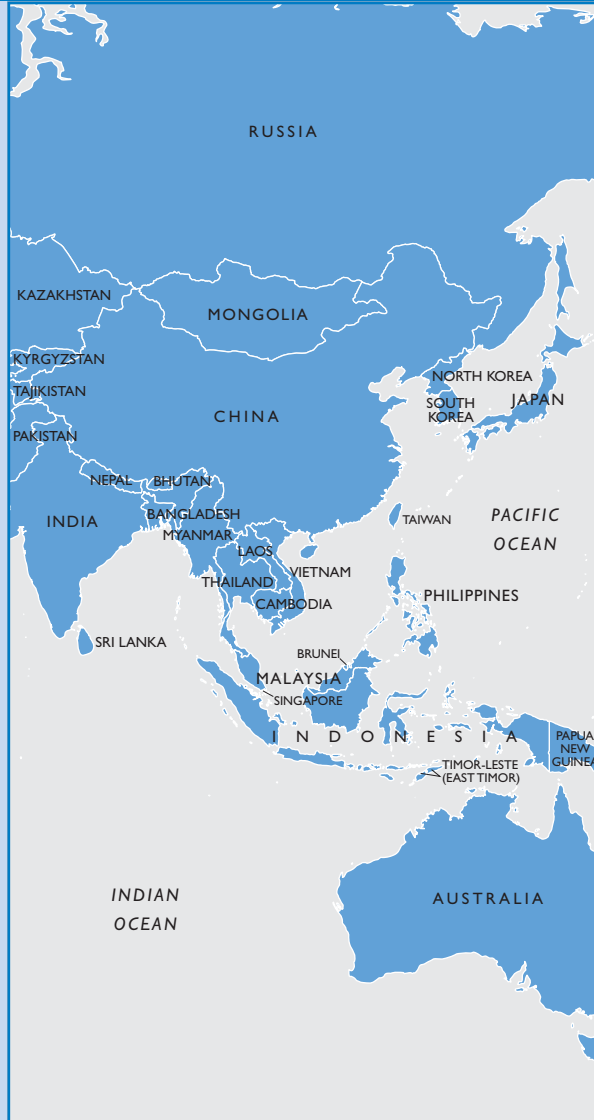 RUSSIA
KAZAKHSTAN
MONGOLIA
KYRGYZSTAN
NORTH KOREA
TAJIKISTAN
JAPAN
SOUTH
KOREA
CHINA
PAKISTAN
NEPAL
BHUTAN
BANGLADESH
INDIA
TAIWAN
PACIFIC
OCEAN
MYANMAR
LAOS
VIETNAM
THAILAND
CAMBODIA
PHILIPPINES
SRI LANKA
BRUNEI
MALAYSIA
SINGAPORE
INDONESIA
PAPUA
NEW
GUINEA
TIMOR-LESTE
(EAST TIMOR)
INDIAN
OCEAN
AUSTRALIA